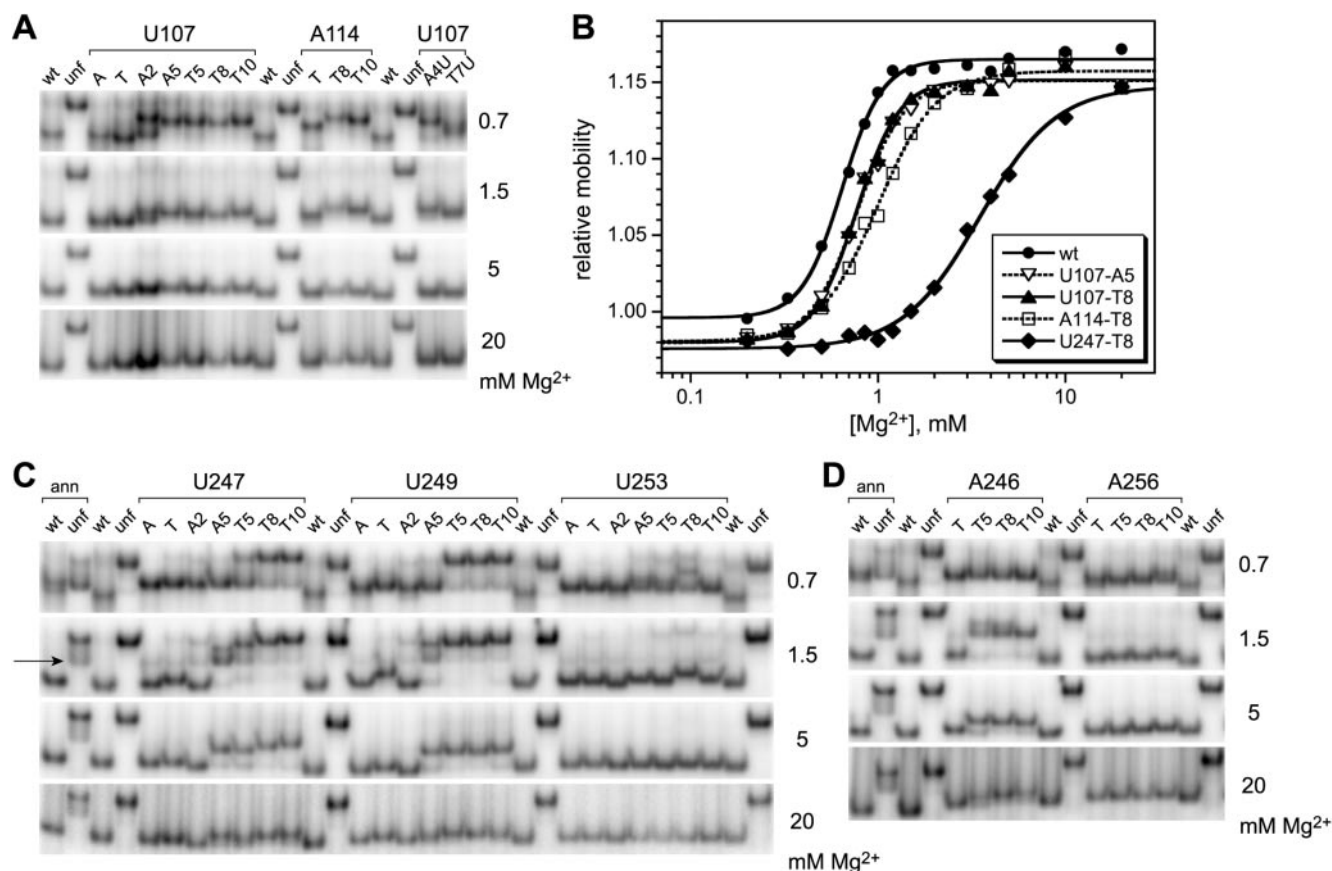 A
U107
A114
U107
wt unf A T A2 A5 T5 T8 T10 wt unf T T8 T10 wt unf A4U T7U
0.7
1.5
5
20
mM Mg2+
B
relative mobility
1.15
1.10
1.05
1.00
wt
U107-A5
U107-T8
A114-T8
U247-T8
0.1 1 10
[Mg2+], mM
C
ann
U247
U249
U253
wt unf wt unf A T A2 A5 T5 T8 T10 wt unf A T A2 A5 T5 T8 T10 wt unf A T A2 A5 T5 T8 T10 wt unf
0.7
1.5
5
20
mM Mg2+
D
ann
A246
A256
wt unf wt unf T T5 T8 T10 wt unf T T5 T8 T10 wt unf
0.7
1.5
5
20
mM Mg2+